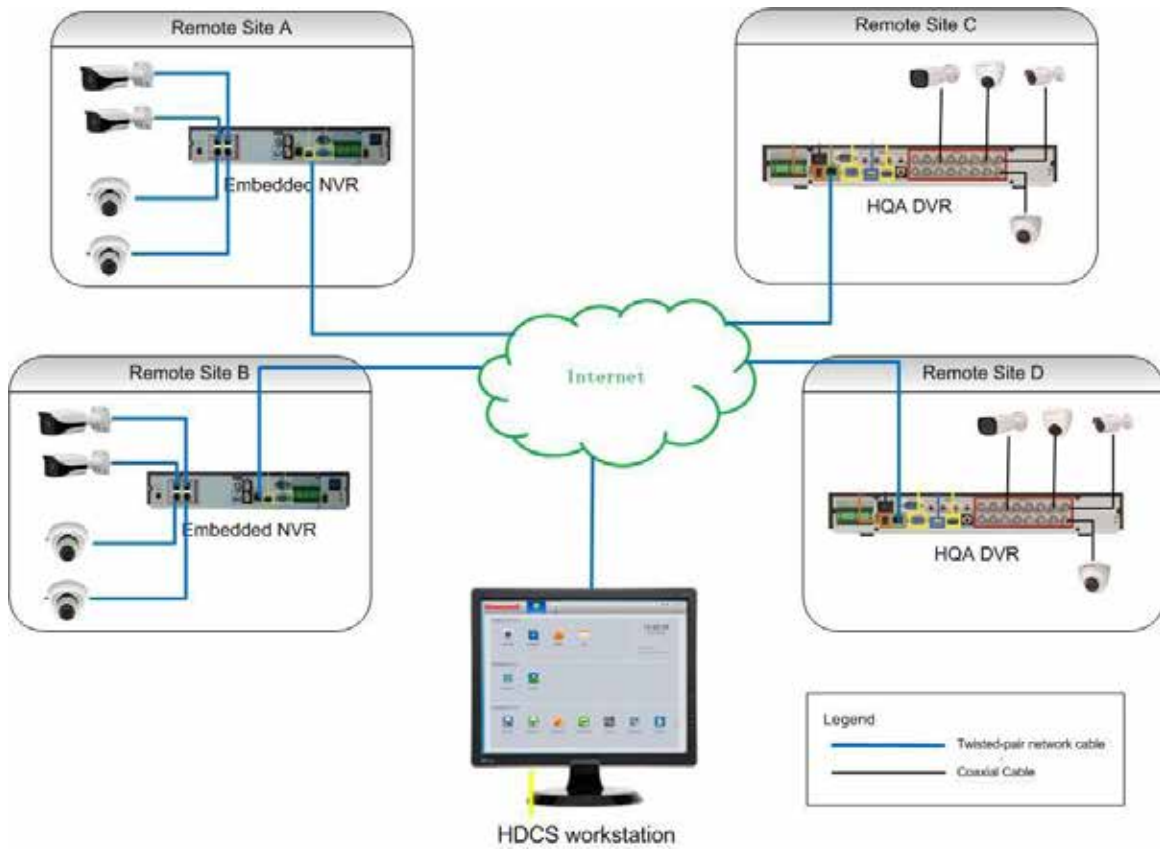 Remote Site A
Embedded NVR
Remote Site C
HQA DVR
Internet
Remote Site B
Embedded NVR
Remote Site D
HQA DVR
HDCS workstation
Legend
Twisted-pair network cable
Coaxial Cable